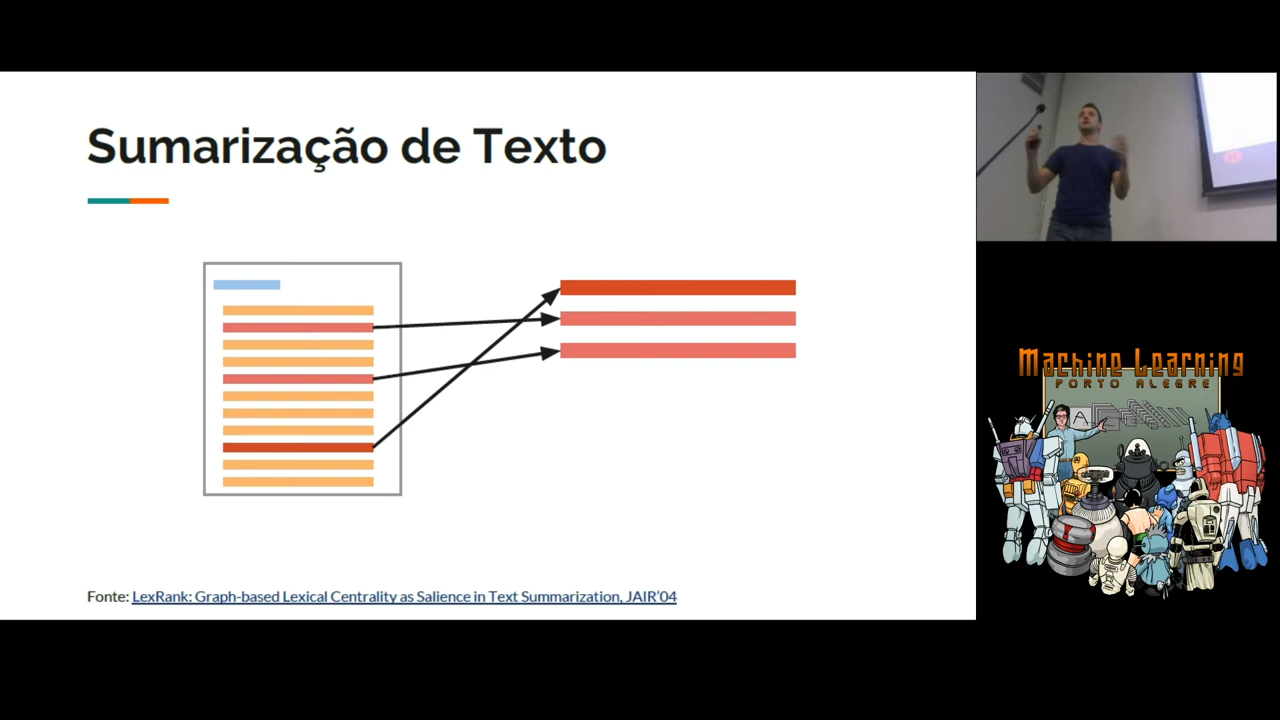 Sumarização de Texto
Fonte: LexRank: Graph-based Lexical Centrality as Salience in Text Summarization, JAIR'04
Machine Learning
PORTO ALEGRE
A